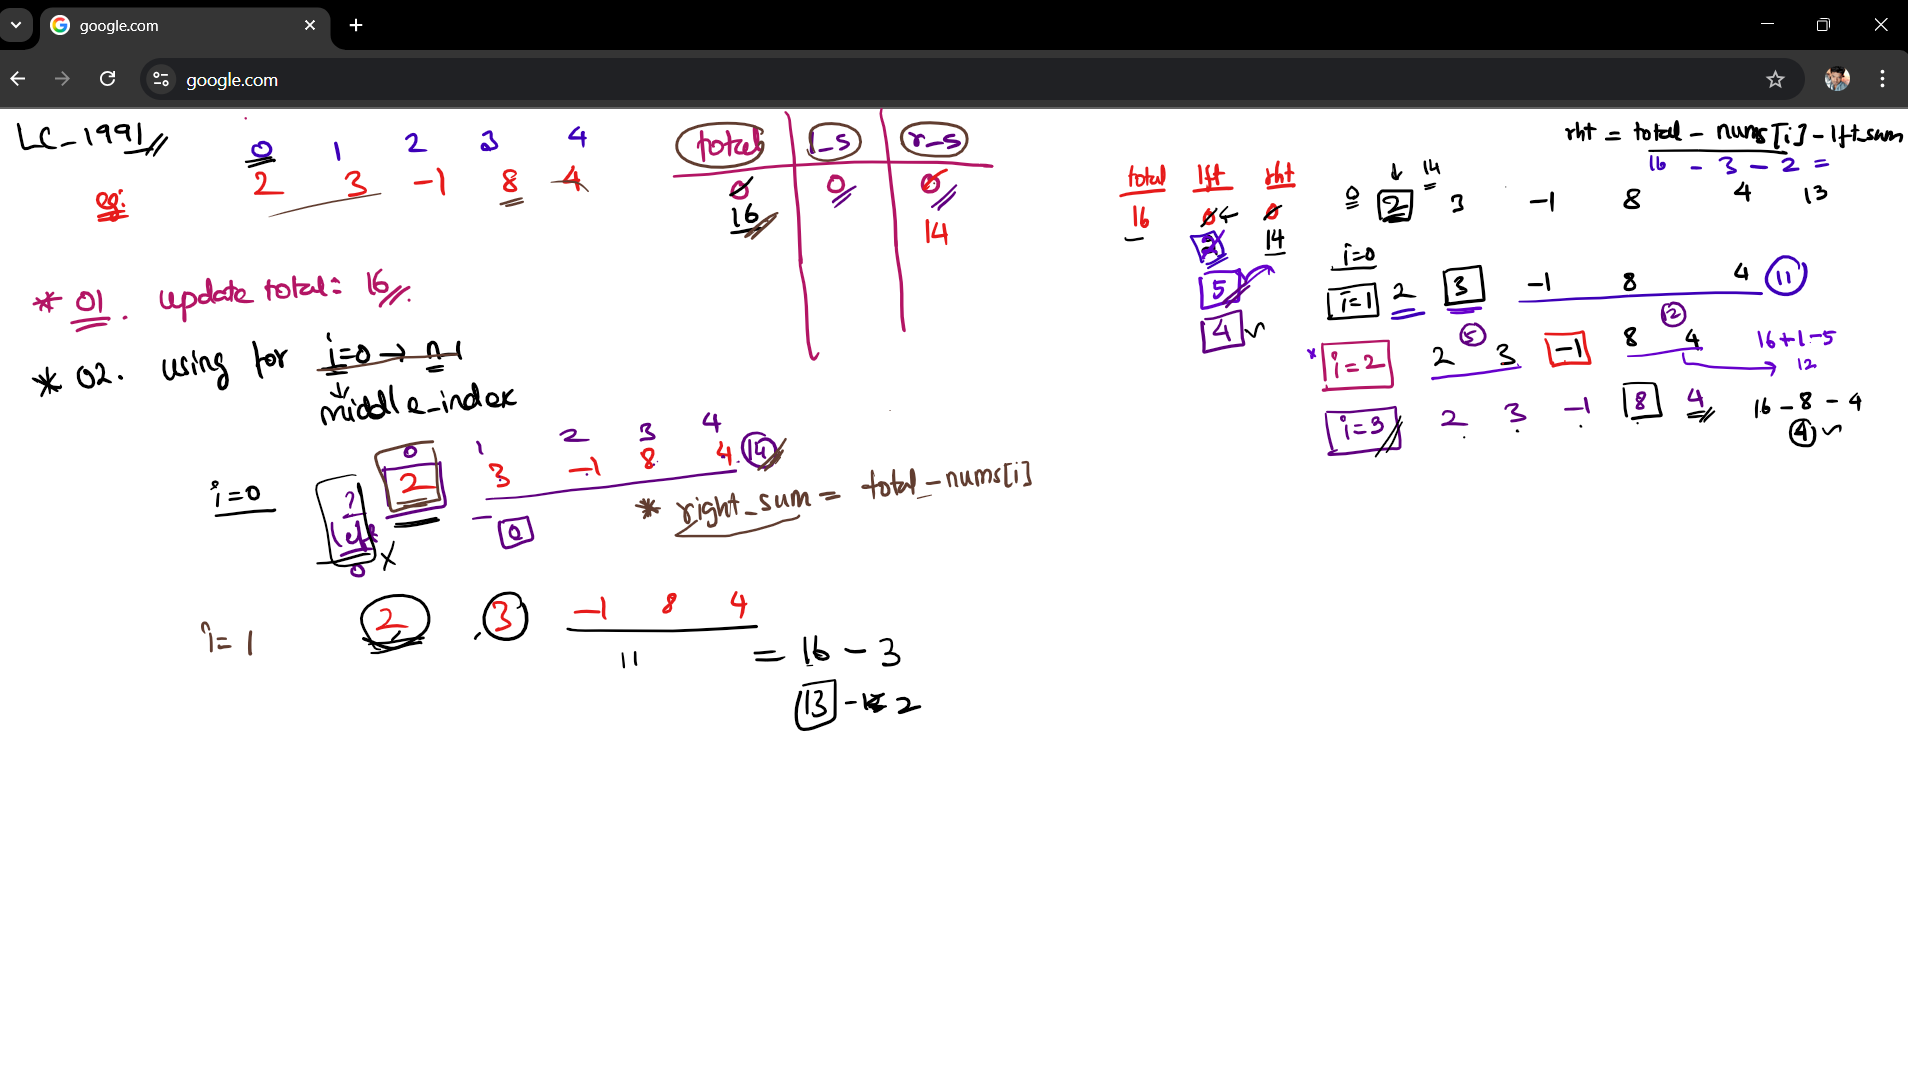 google.com
google.com
LC-1991
0 1 2 3 4
eg: 2 3 -1 8 4
total l_s r_s
0 0 0
16 14
* 01. update total: 16
* 02. using for i=0 → n-1
middle_index
0 1 2 3 4
i=0 2 3 -1 8 4 14
left
0
0
* right_sum = total - nums[i]
i=1 2 3 -1 8 4
11 = 16 - 3
13 - 2
rht = total - nums[i] - lft_sum
16 - 3 - 2 =
13
total lft rht
16 0 0
2 14
5
4
14
0 2 3 -1 8 4
i=0
i=1 2 3 -1 8 4 11
5 12
i=2 2 3 -1 8 4 16+1-5
12
i=3 2 3 -1 8 4 16-8-4
4